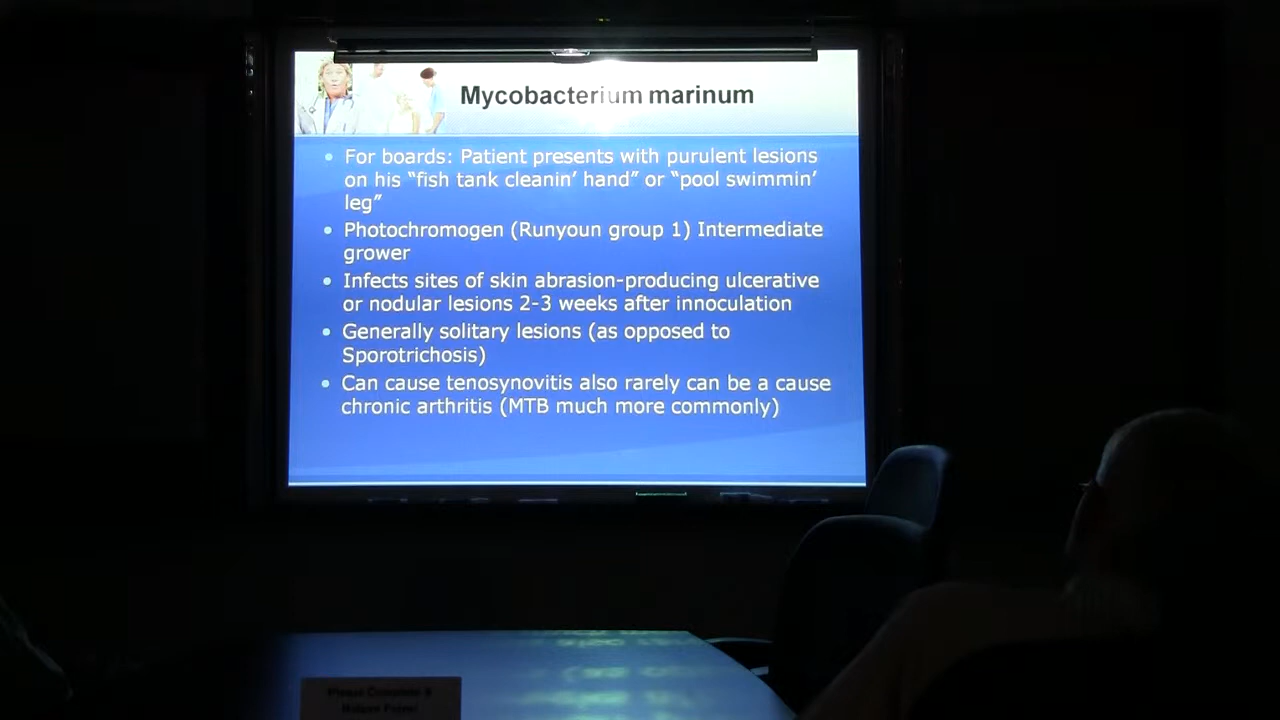 Mycobacterium marinum
For boards: Patient presents with purulent lesions
on his “fish tank cleanin’ hand” or “pool swimmin’
leg”
Photochromogen (Runyoun group 1) Intermediate
grower
Infects sites of skin abrasion-producing ulcerative
or nodular lesions 2-3 weeks after innoculation
Generally solitary lesions (as opposed to
Sporotrichosis)
Can cause tenosynovitis also rarely can be a cause
chronic arthritis (MTB much more commonly)
Please Complete